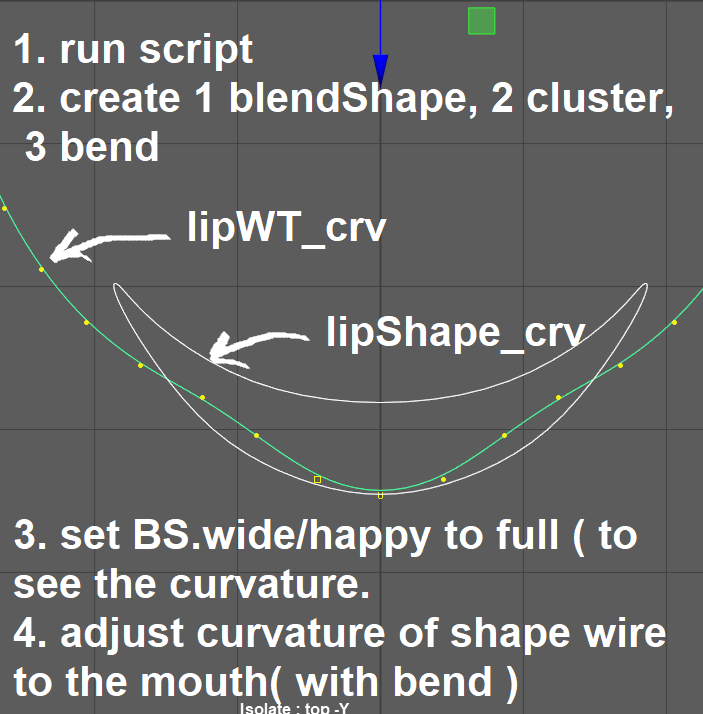 1. run script
2. create 1 blendShape, 2 cluster,
3 bend
lipWT_crv
lipShape_crv
3. set BS.wide/happy to full ( to
see the curvature.
4. adjust curvature of shape wire
to the mouth( with bend )
Isolate : top -Y